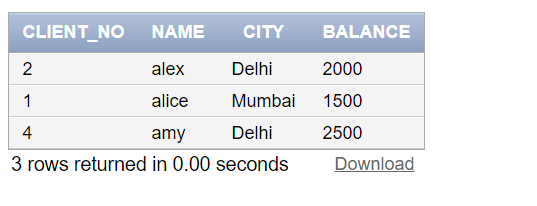 CLIENT_NO NAME CITY BALANCE
2 alex Delhi 2000
1 alice Mumbai 1500
4 amy Delhi 2500
3 rows returned in 0.00 seconds Download